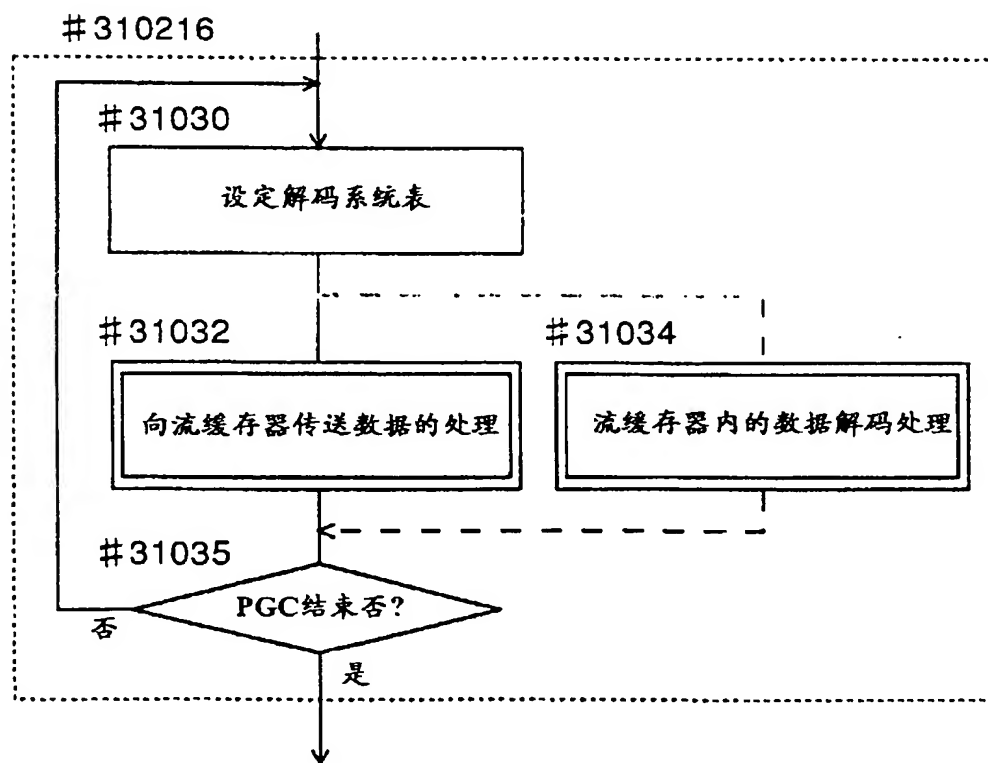 #310216
#31030
设定解码系统表
#31032
#31034
向流缓存器传送数据的处理
流缓存器内的数据解码处理
#31035
PGC结束否?
否
是